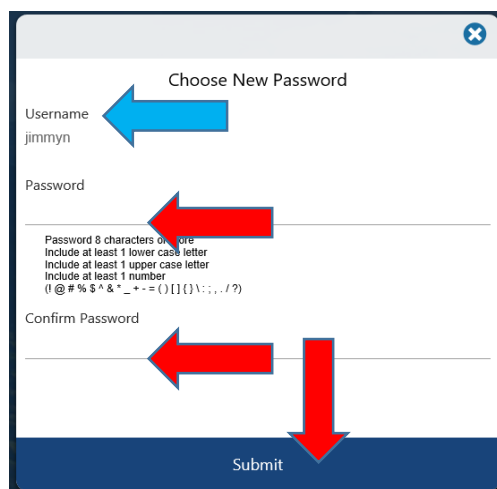 Choose New Password
Username
jimmyn
Password
Password 8 characters or more
Include at least 1 lower case letter
Include at least 1 upper case letter
Include at least 1 number
(! @ # % $ ^ & * _ + - = ( ) [ ] { } \ : ; , . / ?)
Confirm Password
Submit